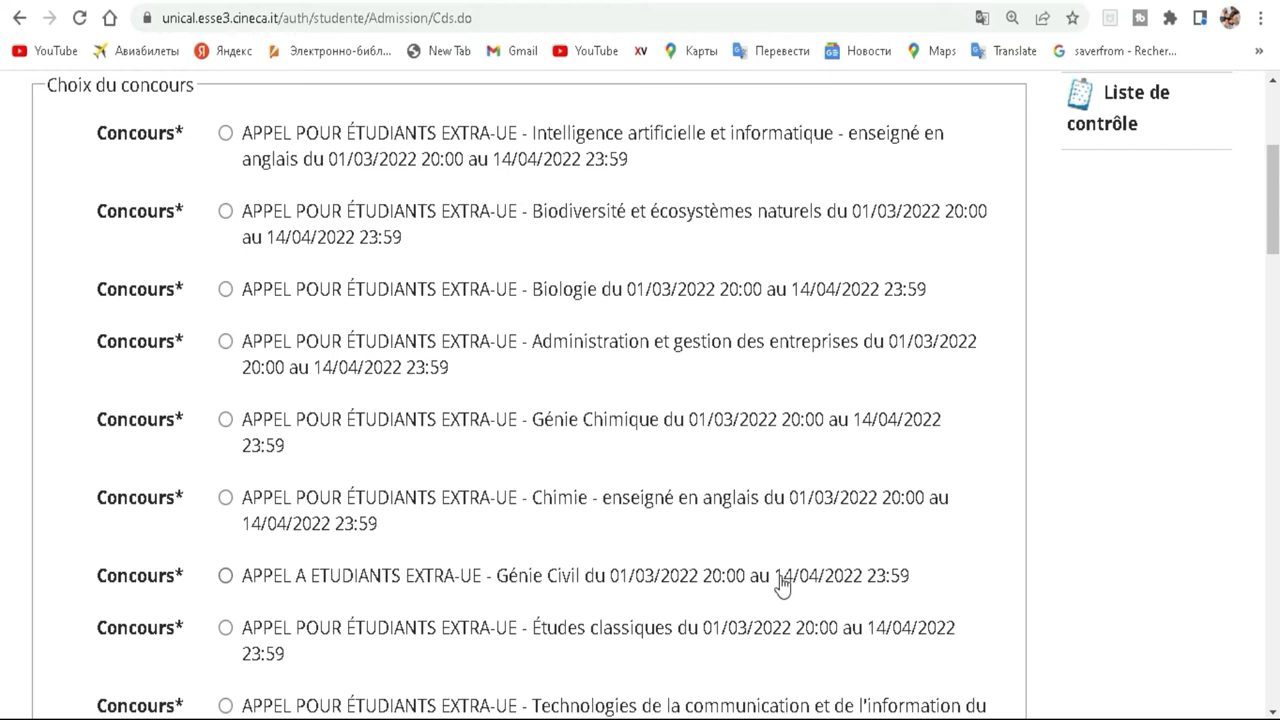 unical.esse3.cineca.it/auth/studente/Admission/Cds.do
YouTube Авиабилеты Яндекс Электронно-библ... New Tab Gmail YouTube XV Карты Перевести Новости Maps Translate saverfrom - Recher... »
Choix du concours
Liste de
contrôle
Concours* APPEL POUR ÉTUDIANTS EXTRA-UE - Intelligence artificielle et informatique - enseigné en
anglais du 01/03/2022 20:00 au 14/04/2022 23:59
Concours* APPEL POUR ÉTUDIANTS EXTRA-UE - Biodiversité et écosystèmes naturels du 01/03/2022 20:00
au 14/04/2022 23:59
Concours* APPEL POUR ÉTUDIANTS EXTRA-UE - Biologie du 01/03/2022 20:00 au 14/04/2022 23:59
Concours* APPEL POUR ÉTUDIANTS EXTRA-UE - Administration et gestion des entreprises du 01/03/2022
20:00 au 14/04/2022 23:59
Concours* APPEL POUR ÉTUDIANTS EXTRA-UE - Génie Chimique du 01/03/2022 20:00 au 14/04/2022
23:59
Concours* APPEL POUR ÉTUDIANTS EXTRA-UE - Chimie - enseigné en anglais du 01/03/2022 20:00 au
14/04/2022 23:59
Concours* APPEL A ETUDIANTS EXTRA-UE - Génie Civil du 01/03/2022 20:00 au 14/04/2022 23:59
Concours* APPEL POUR ÉTUDIANTS EXTRA-UE - Études classiques du 01/03/2022 20:00 au 14/04/2022
23:59
Concours* APPEL POUR ÉTUDIANTS EXTRA-UE - Technologies de la communication et de l'information du